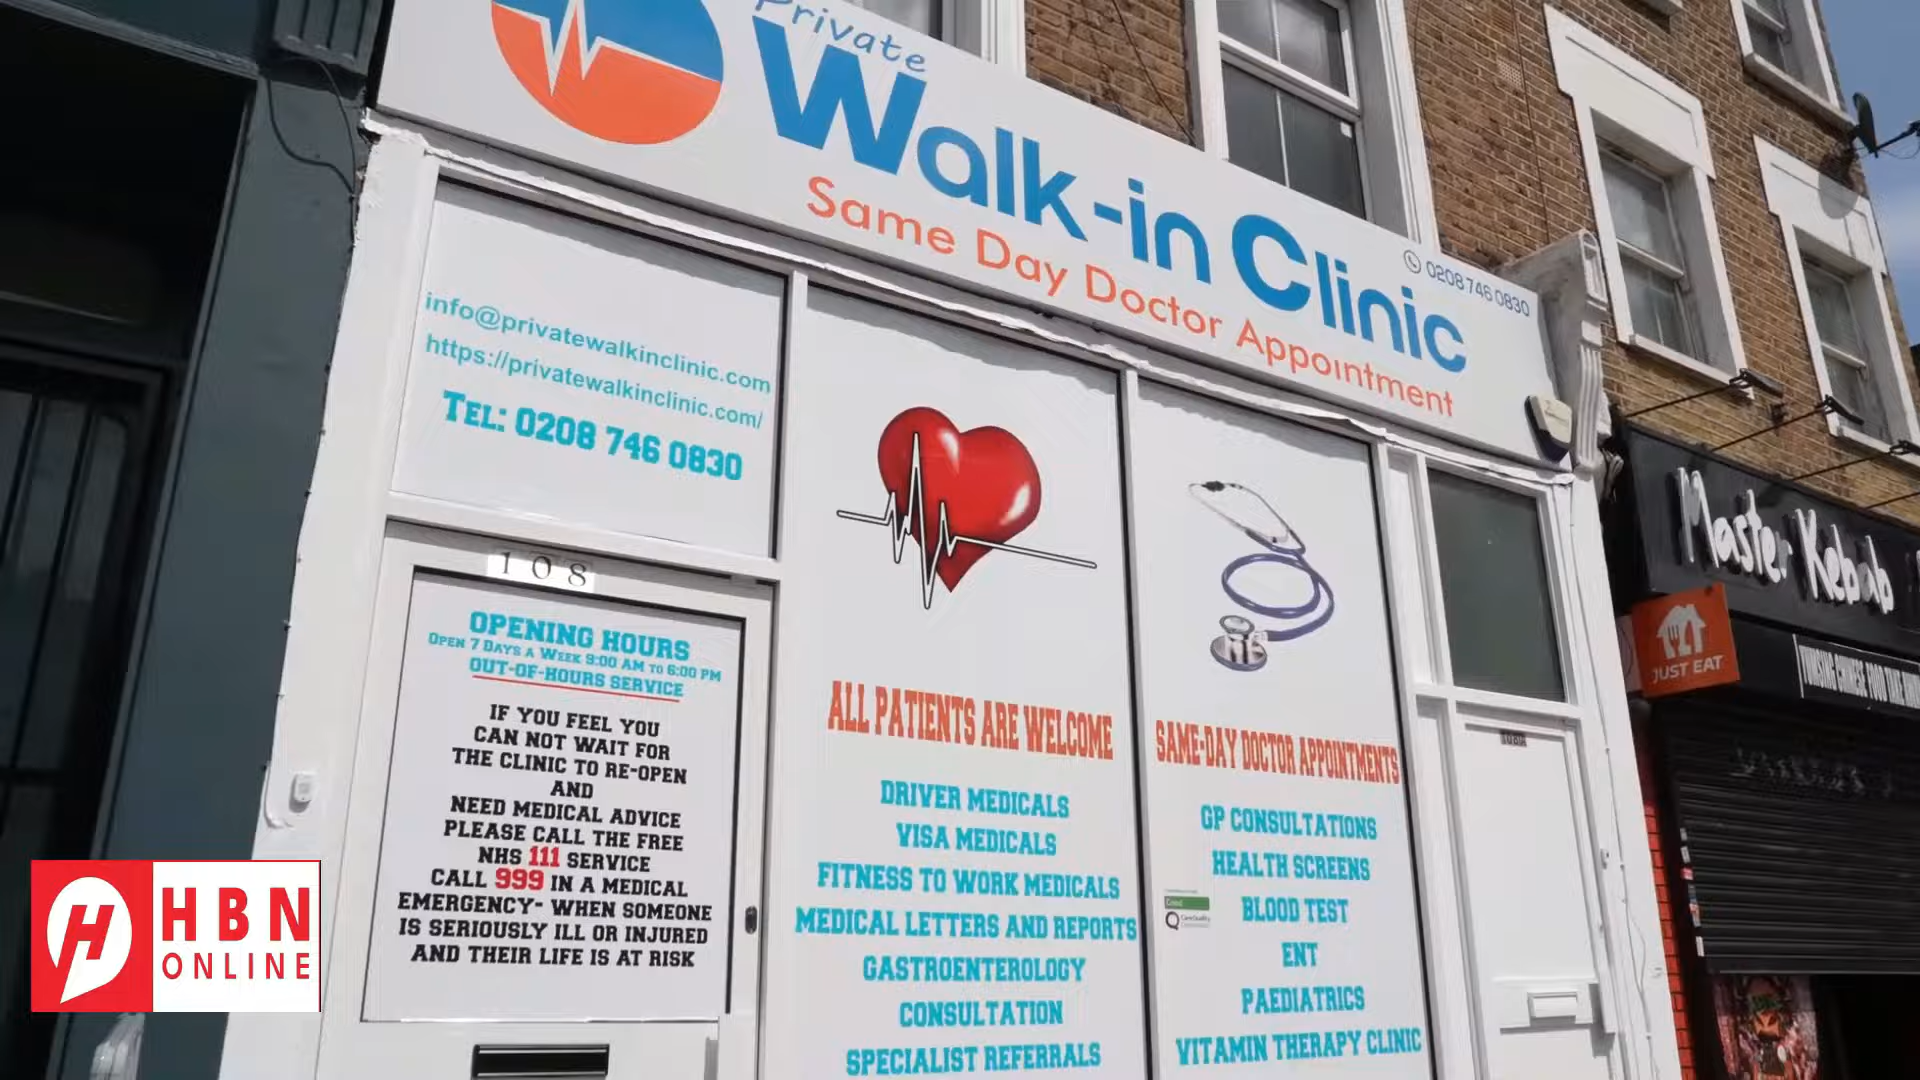 Private
Walk-in Clinic
Same Day Doctor Appointment
0208 746 0830
info@privatewalkinclinic.com
https://privatewalkinclinic.com/
TEL: 0208 746 0830
108
OPENING HOURS
OPEN 7 DAYS A WEEK 9:00 AM TO 6:00 PM
OUT-OF-HOURS SERVICE
IF YOU FEEL YOU
CAN NOT WAIT FOR
THE CLINIC TO RE-OPEN
AND
NEED MEDICAL ADVICE
PLEASE CALL THE FREE
NHS 111 SERVICE
CALL 999 IN A MEDICAL
EMERGENCY- WHEN SOMEONE
IS SERIOUSLY ILL OR INJURED
AND THEIR LIFE IS AT RISK
ALL PATIENTS ARE WELCOME
DRIVER MEDICALS
VISA MEDICALS
FITNESS TO WORK MEDICALS
MEDICAL LETTERS AND REPORTS
GASTROENTEROLOGY
CONSULTATION
SPECIALIST REFERRALS
SAME-DAY DOCTOR APPOINTMENTS
GP CONSULTATIONS
HEALTH SCREENS
BLOOD TEST
ENT
PAEDIATRICS
VITAMIN THERAPY CLINIC
Good
CareQuality
Master Kebab
JUST EAT
CHINESE FOOD TAKE
HBN
ONLINE